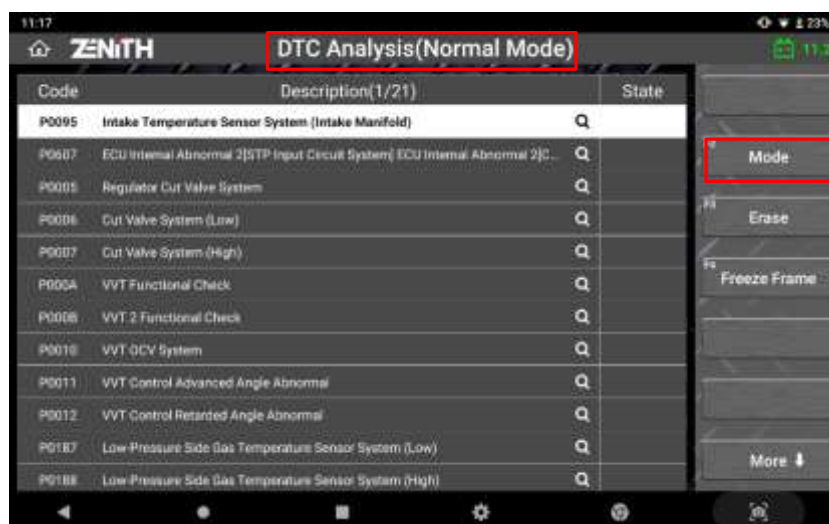 11:17 23%
ZENITH DTC Analysis(Normal Mode) 11.3
Code Description(1/21) State
P0095 Intake Temperature Sensor System (Intake Manifold)
P0607 ECU Internal Abnormal 2[STP Input Circuit System[ ECU Internal Abnormal 2[C...
Mode
P0005 Regulator Cut Valve System
P0006 Cut Valve System (Low)
Erase
P0007 Cut Valve System (High)
P000A VVT Functional Check
Freeze Frame
P000B VVT 2 Functional Check
P0010 VVT OCV System
P0011 VVT Control Advanced Angle Abnormal
P0012 VVT Control Retarded Angle Abnormal
P0187 Low-Pressure Side Gas Temperature Sensor System (Low)
More
P0188 Low-Pressure Side Gas Temperature Sensor System (High)